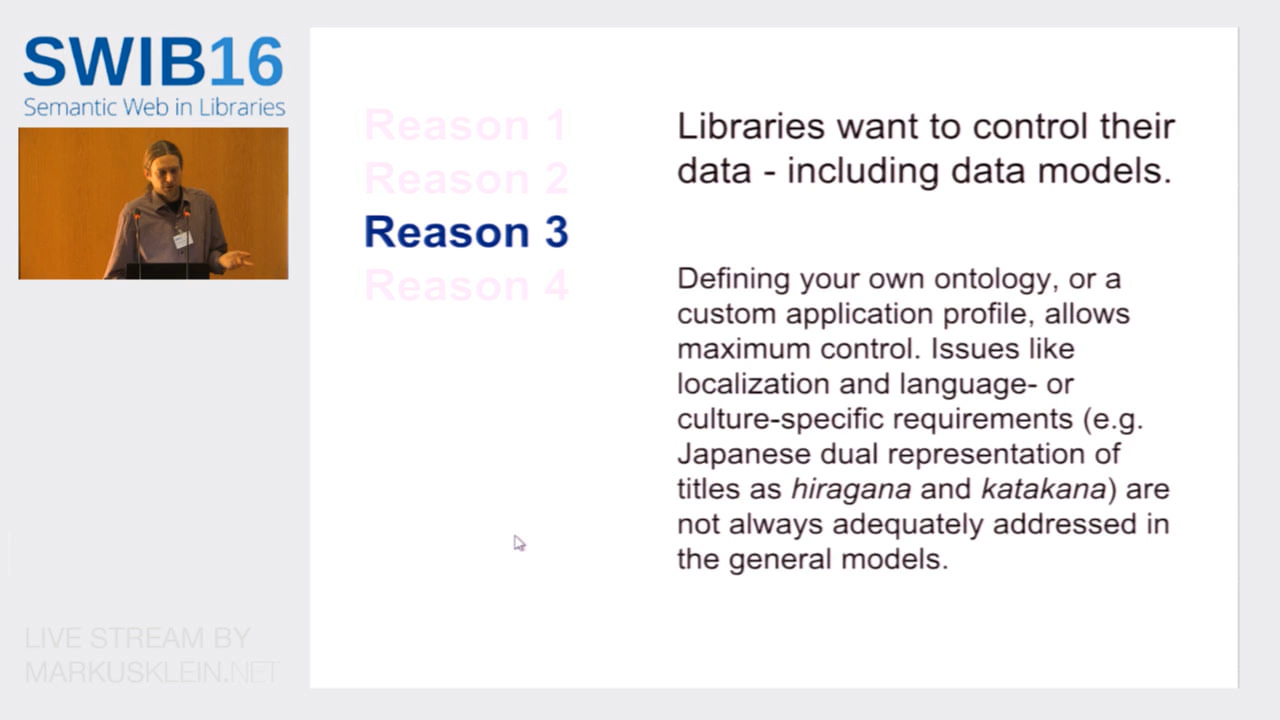 SWIB16
Semantic Web in Libraries
Reason 1
Reason 2
Reason 3
Reason 4
Libraries want to control their
data - including data models.
Defining your own ontology, or a
custom application profile, allows
maximum control. Issues like
localization and language- or
culture-specific requirements (e.g.
Japanese dual representation of
titles as hiragana and katakana) are
not always adequately addressed in
the general models.
LIVE STREAM BY
MARKUSKLEIN.NET